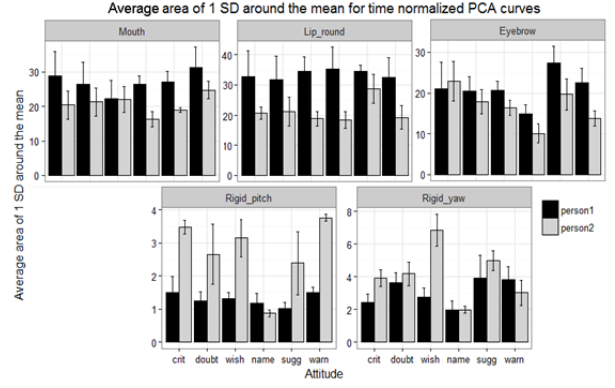 Average area of 1 SD around the mean for time normalized PCA curves
Mouth Lip_round Eyebrow
30
20
10
0
40
30
20
10
0
30
20
10
0
Average area of 1 SD around the mean
Rigid_pitch Rigid_yaw
4
3
2
1
0
8
6
4
2
0
person1
person2
crit doubt wish name sugg warn crit doubt wish name sugg warn
Attitude